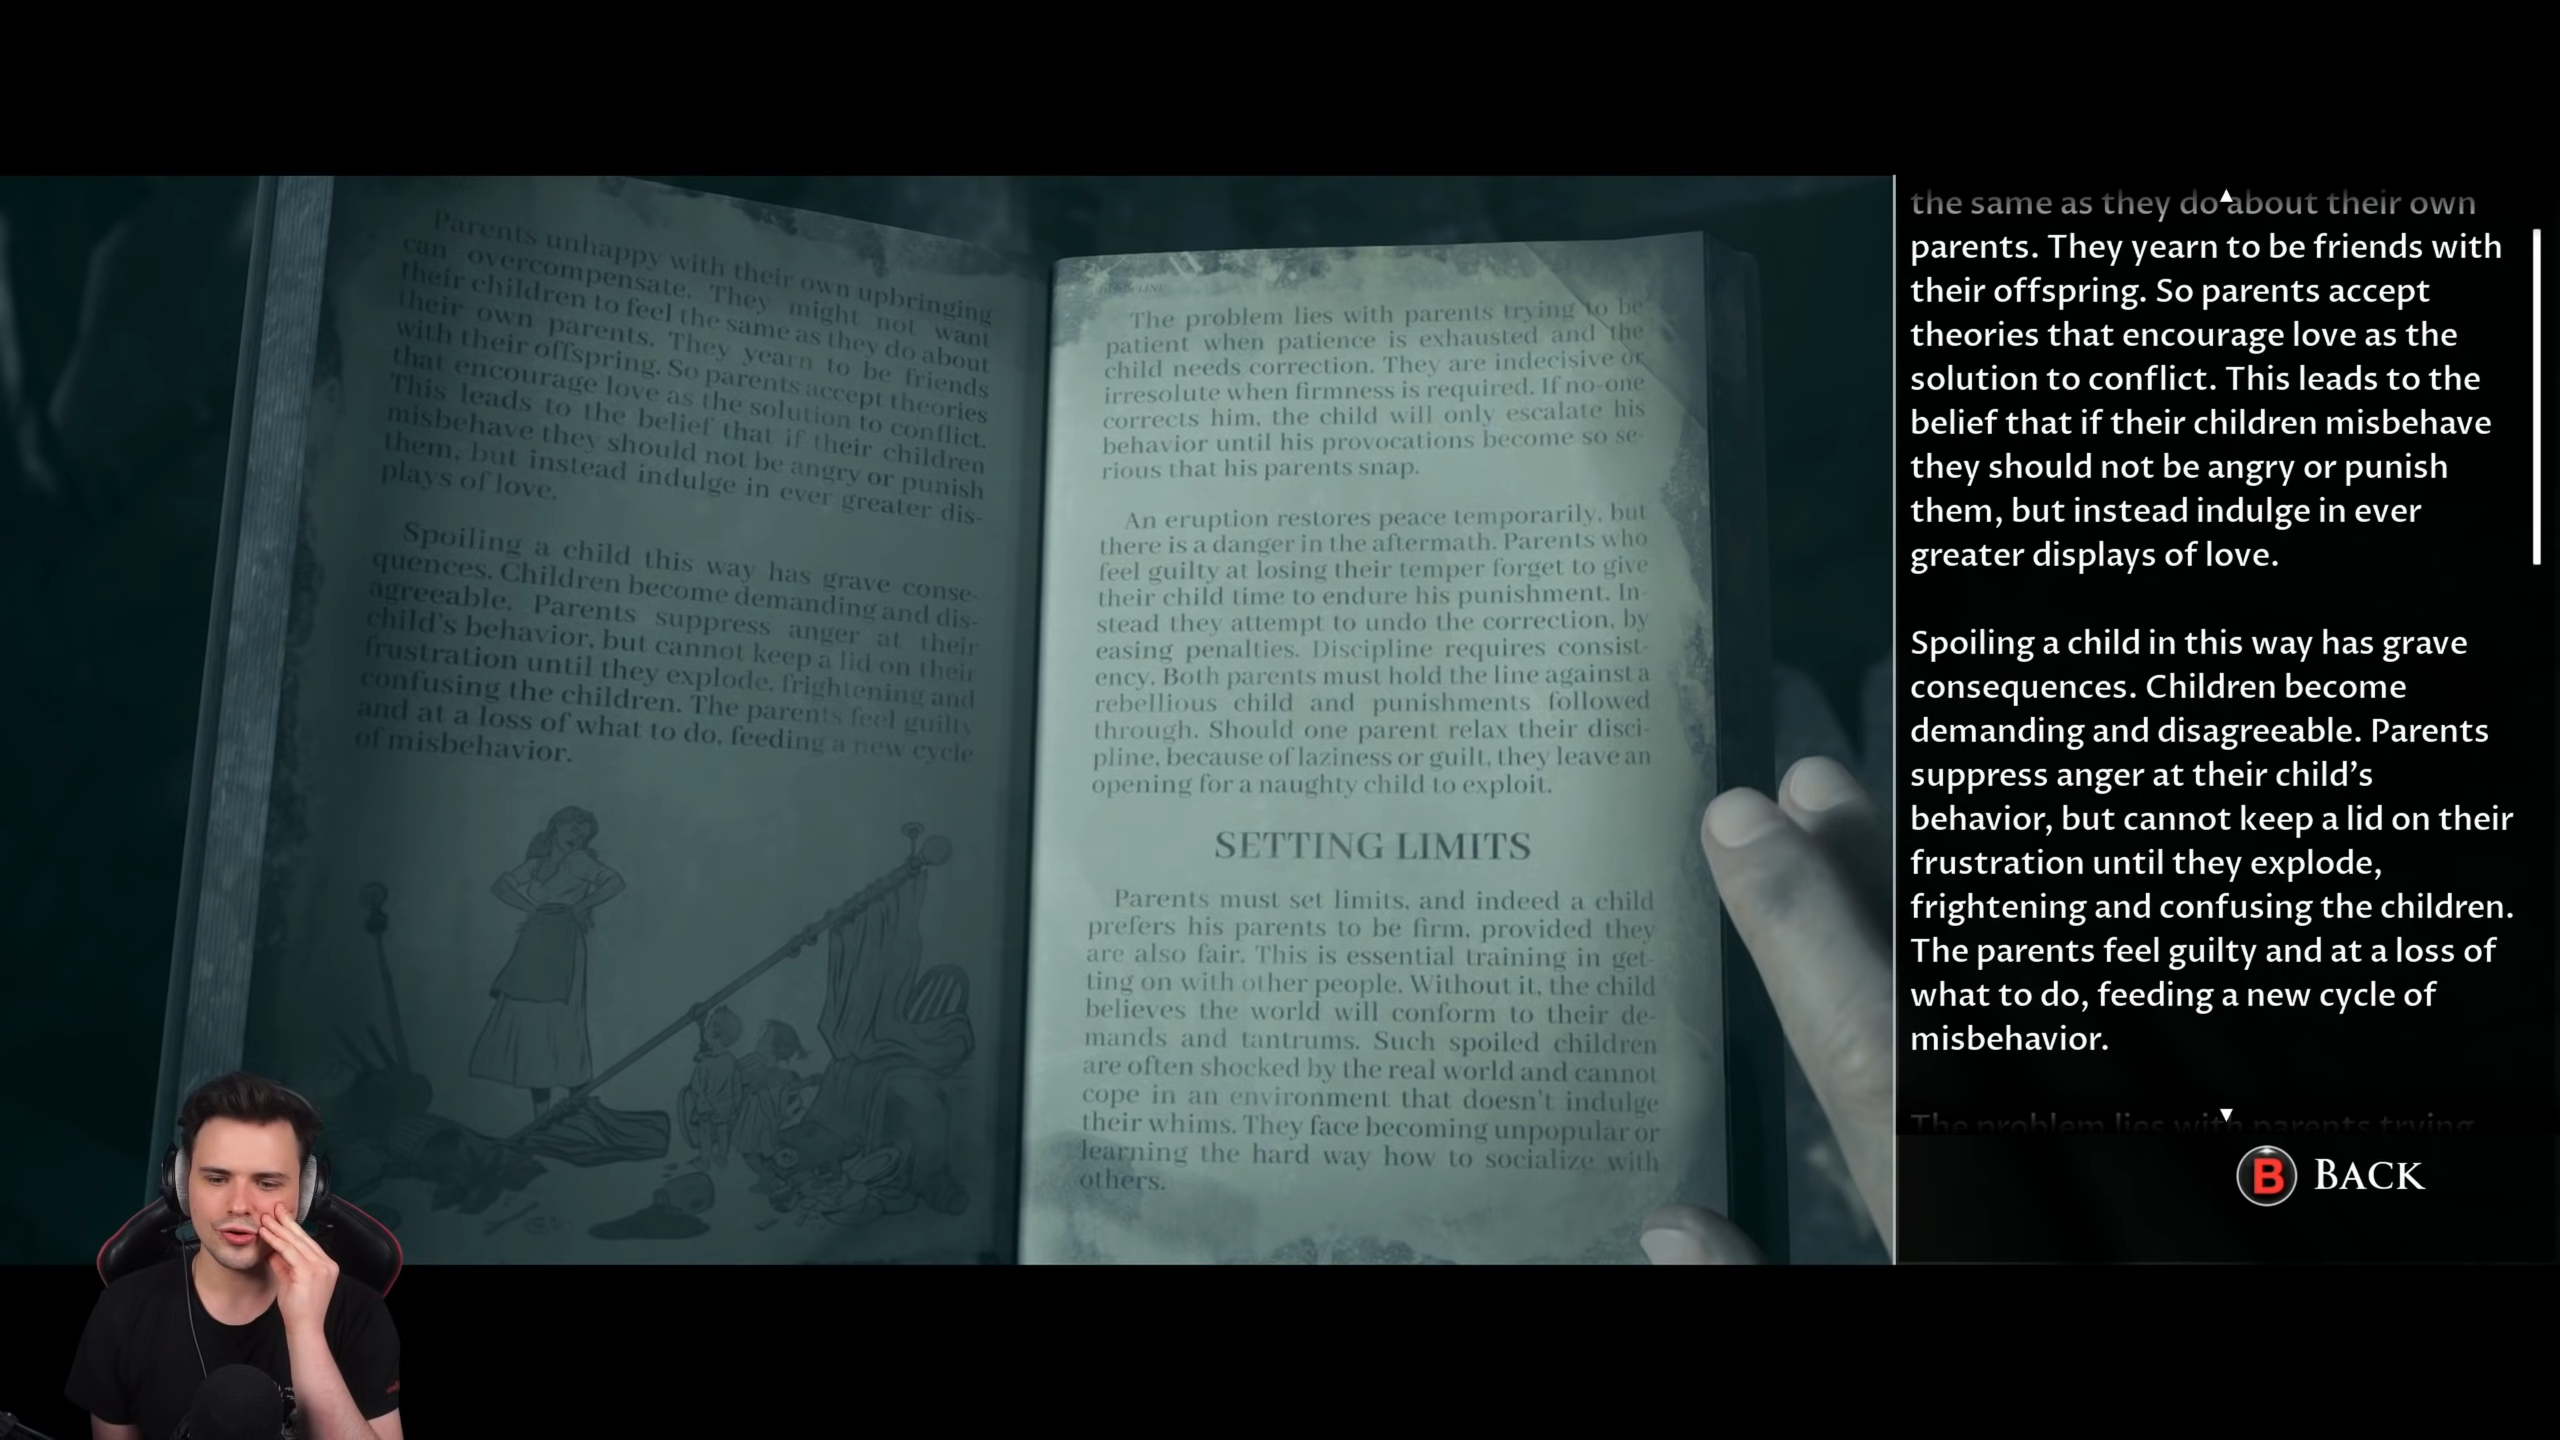 Parents unhappy with their own upbringing
can overcompensate. They might not want
their children to feel the same as they do about
their own parents. They yearn to be friends
with their offspring. So parents accept theories
that encourage love as the solution to conflict.
This leads to the belief that if their children
misbehave they should not be angry or punish
them, but instead indulge in ever greater dis-
plays of love.
Spoiling a child this way has grave conse-
quences. Children become demanding and dis-
agreeable. Parents suppress anger at their
child's behavior, but cannot keep a lid on their
frustration until they explode, frightening and
confusing the children. The parents feel guilty
and at a loss of what to do, feeding a new cycle
of misbehavior.
The problem lies with parents trying to be
patient when patience is exhausted and the
child needs correction. They are indecisive or
irresolute when firmness is required. If no-one
corrects him, the child will only escalate his
behavior until his provocations become so se-
rious that his parents snap.
An eruption restores peace temporarily, but
there is a danger in the aftermath. Parents who
feel guilty at losing their temper forget to give
their child time to endure his punishment. In-
stead they attempt to undo the correction, by
easing penalties. Discipline requires consist-
ency. Both parents must hold the line against a
rebellious child and punishments followed
through. Should one parent relax their disci-
pline, because of laziness or guilt, they leave an
opening for a naughty child to exploit.
SETTING LIMITS
Parents must set limits, and indeed a child
prefers his parents to be firm, provided they
are also fair. This is essential training in get-
ting on with other people. Without it, the child
believes the world will conform to their de-
mands and tantrums. Such spoiled children
are often shocked by the real world and cannot
cope in an environment that doesn't indulge
their whims. They face becoming unpopular or
learning the hard way how to socialize with
others.
the same as they do about their own
parents. They yearn to be friends with
their offspring. So parents accept
theories that encourage love as the
solution to conflict. This leads to the
belief that if their children misbehave
they should not be angry or punish
them, but instead indulge in ever
greater displays of love.
Spoiling a child in this way has grave
consequences. Children become
demanding and disagreeable. Parents
suppress anger at their child's
behavior, but cannot keep a lid on their
frustration until they explode,
frightening and confusing the children.
The parents feel guilty and at a loss of
what to do, feeding a new cycle of
misbehavior.
The problem lies with parents trying
B BACK